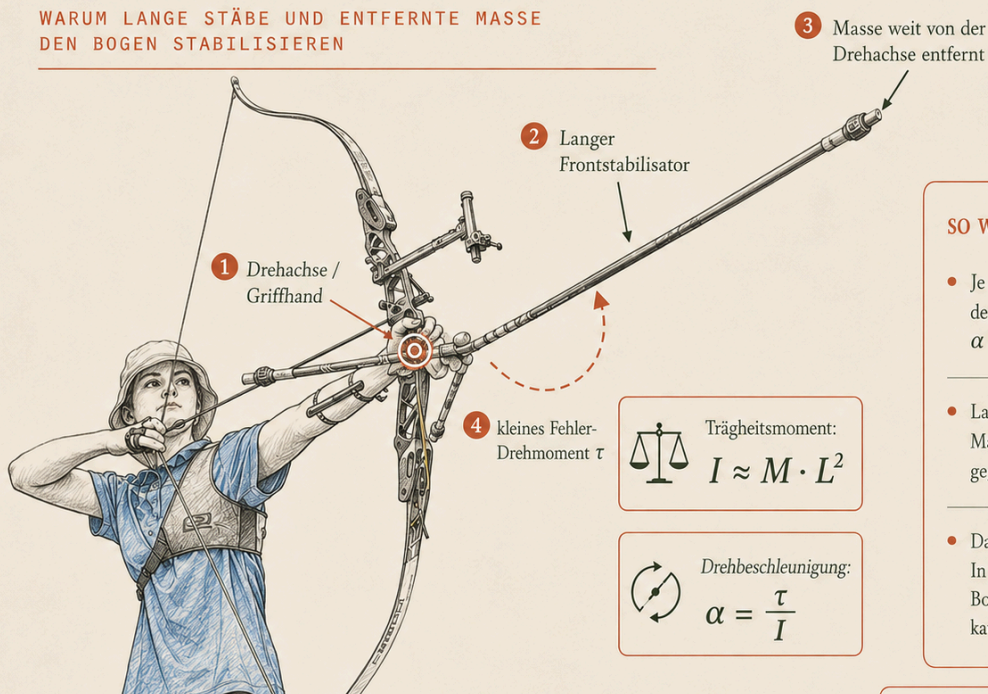 WARUM LANGE STÄBE UND ENTFERNTE MASSE
DEN BOGEN STABILISIEREN
3 Masse weit von der
Drehachse entfernt
2 Langer
Frontstabilisator
1 Drehachse /
Griffhand
4 kleines Fehler-
Drehmoment τ
Trägheitsmoment:
I ≈ M · L²
Drehbeschleunigung:
α = τ / I
SO
Je
de
α
La
ge
Da
In
Bo